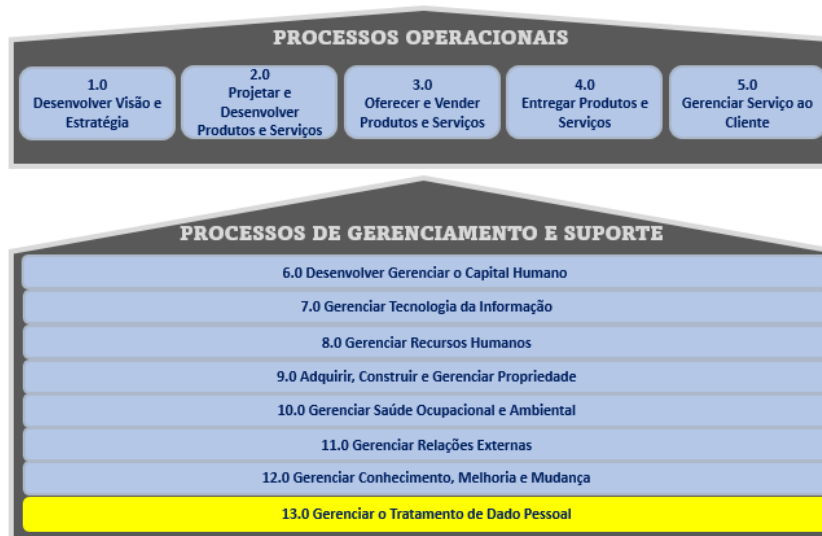 PROCESSOS OPERACIONAIS
1.0
Desenvolver Visão e
Estratégia
2.0
Projetar e
Desenvolver
Produtos e Serviços
3.0
Oferecer e Vender
Produtos e Serviços
4.0
Entregar Produtos e
Serviços
5.0
Gerenciar Serviço ao
Cliente
PROCESSOS DE GERENCIAMENTO E SUPORTE
6.0 Desenvolver Gerenciar o Capital Humano
7.0 Gerenciar Tecnologia da Informação
8.0 Gerenciar Recursos Humanos
9.0 Adquirir, Construir e Gerenciar Propriedade
10.0 Gerenciar Saúde Ocupacional e Ambiental
11.0 Gerenciar Relações Externas
12.0 Gerenciar Conhecimento, Melhoria e Mudança
13.0 Gerenciar o Tratamento de Dado Pessoal